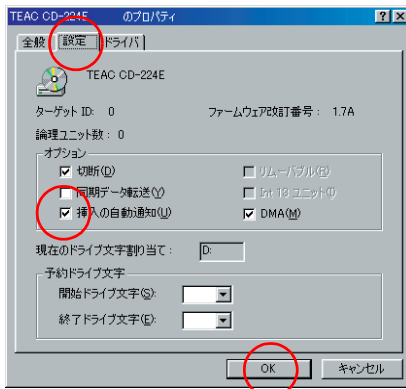 TEAC CD-224E のプロパティ
全般 設定 ドライバ
TEAC CD-224E
ターゲット ID: 0 ファームウェア改訂番号： 1.7A
論理ユニット数： 0
オプション
切断(D) リムーバブル(R)
同期データ転送(Y) Int 13 ユニット(I)
挿入の自動通知(U) DMA(M)
現在のドライブ文字割り当て： D:
予約ドライブ文字
開始ドライブ文字(S):
終了ドライブ文字(E):
OK キャンセル